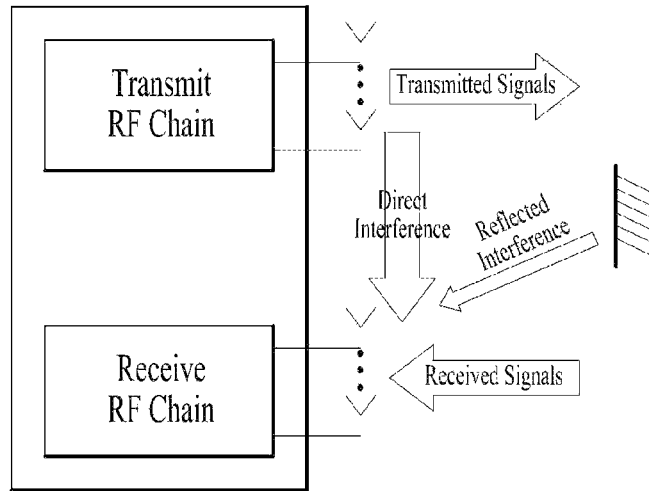 Transmit
RF Chain
Transmitted Signals
Direct
Interference
Reflected
Interference
Receive
RF Chain
Received Signals